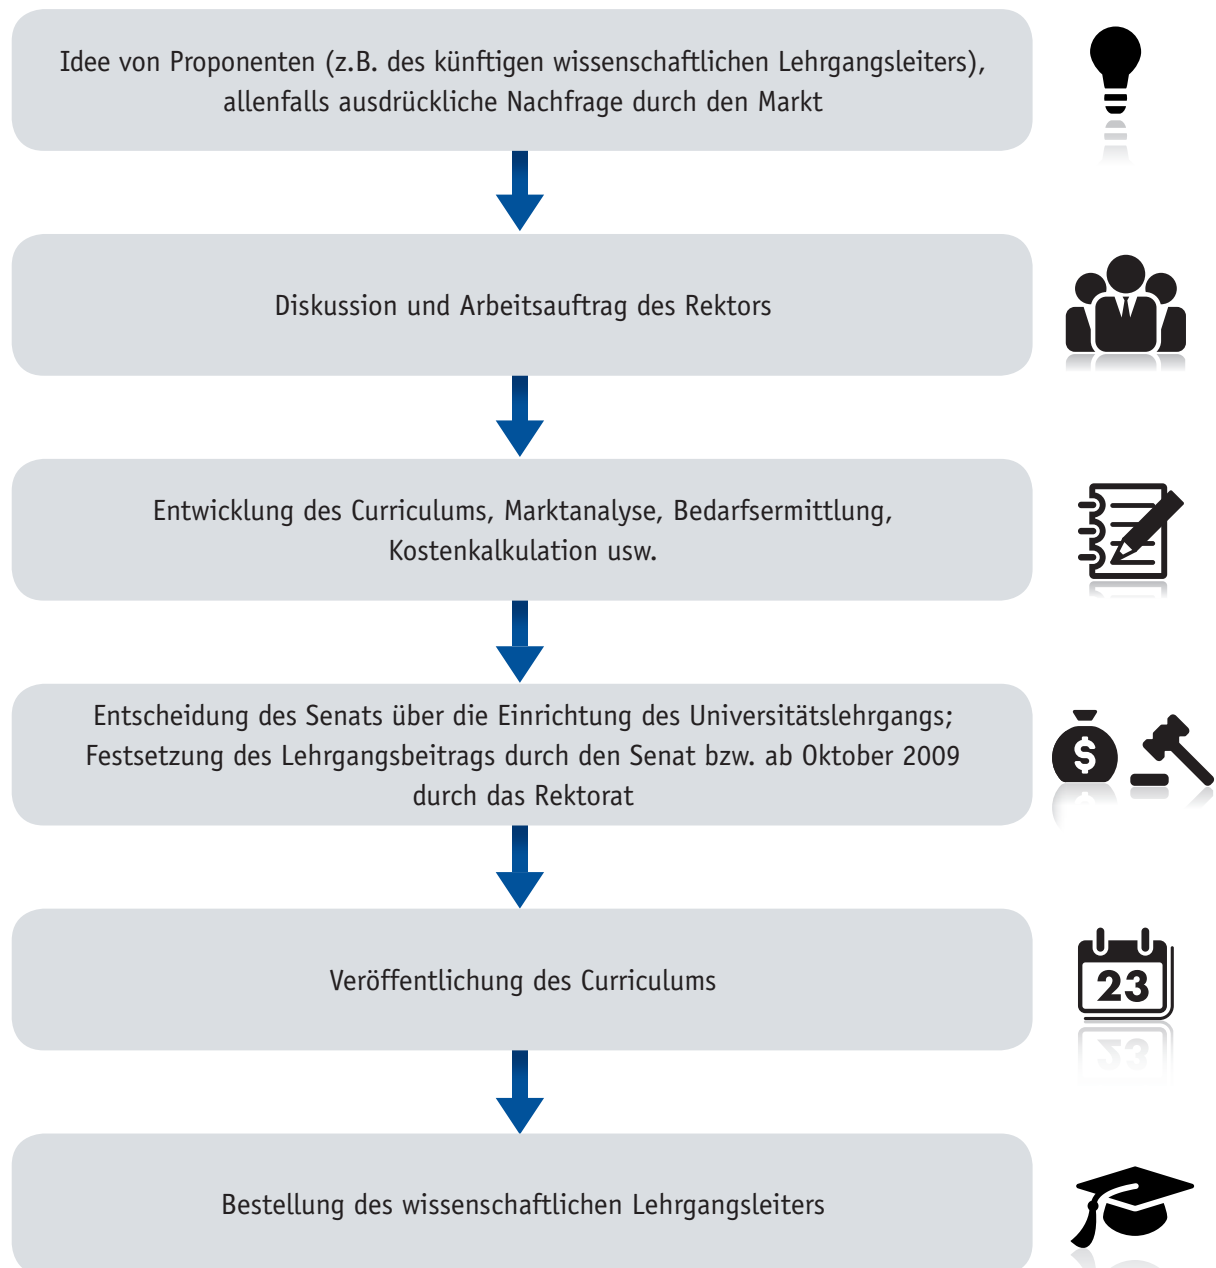 Idee von Proponenten (z.B. des künftigen wissenschaftlichen Lehrgangsleiters),
allenfalls ausdrückliche Nachfrage durch den Markt
Diskussion und Arbeitsauftrag des Rektors
Entwicklung des Curriculums, Marktanalyse, Bedarfsermittlung,
Kostenkalkulation usw.
Entscheidung des Senats über die Einrichtung des Universitätslehrgangs;
Festsetzung des Lehrgangsbeitrags durch den Senat bzw. ab Oktober 2009
durch das Rektorat
$
Veröffentlichung des Curriculums
23
Bestellung des wissenschaftlichen Lehrgangsleiters